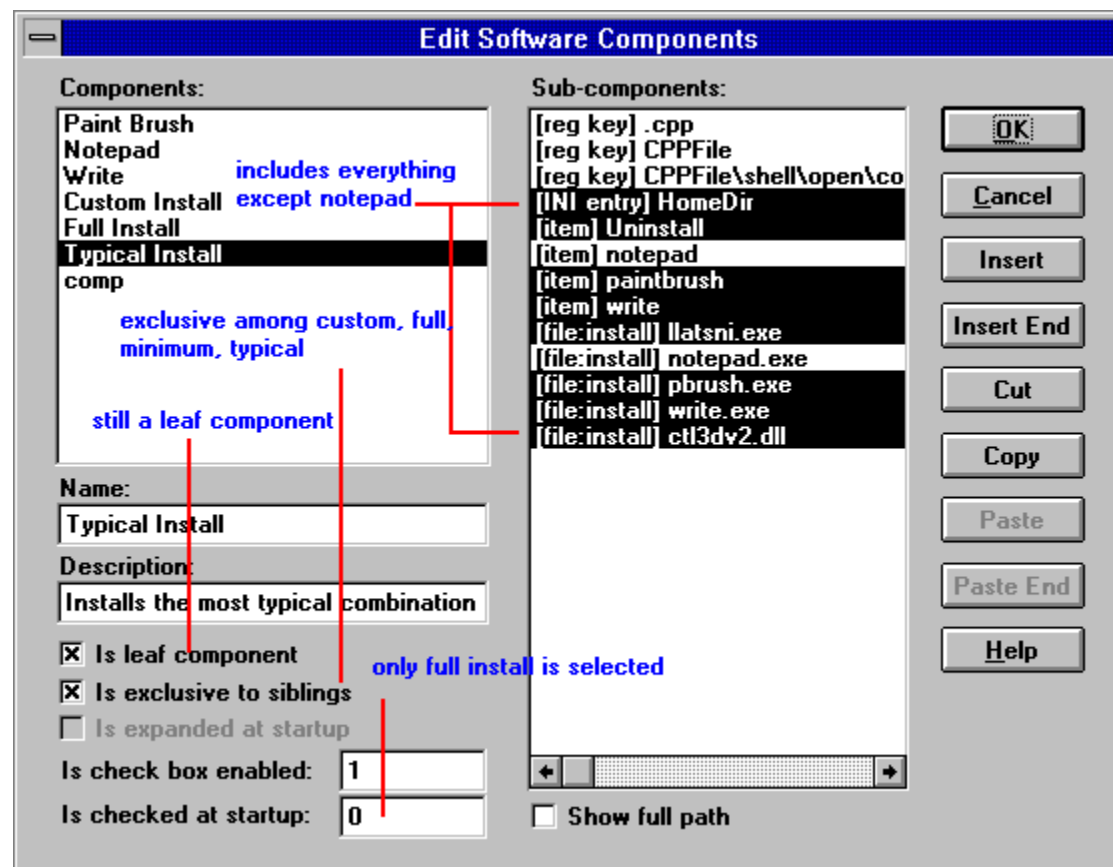 Edit Software Components
Components:
Paint Brush
Notepad
Write
Custom Install
Full Install
Typical Install
comp
includes everything
except notepad
exclusive among custom, full,
minimum, typical
still a leaf component
Name:
Typical Install
Description:
Installs the most typical combination
Is leaf component
Is exclusive to siblings
Is expanded at startup
only full install is selected
Is check box enabled: 1
Is checked at startup: 0
Sub-components:
[reg key] .cpp
[reg key] CPPFile
[reg key] CPPFile\shell\open\co
[INI entry] HomeDir
[item] Uninstall
[item] notepad
[item] paintbrush
[item] write
[file:install] llatsni.exe
[file:install] notepad.exe
[file:install] pbrush.exe
[file:install] write.exe
[file:install] ctl3dv2.dll
Show full path
OK
Cancel
Insert
Insert End
Cut
Copy
Paste
Paste End
Help